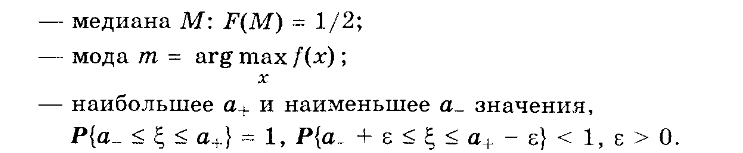 — медиана M: F(M) = 1/2;
— мода m = arg max f(x);
x
— наибольшее a₊ и наименьшее a₋ значения,
P{a₋ ≤ ξ ≤ a₊} = 1, P{a₋ + ε ≤ ξ ≤ a₊ − ε} < 1, ε > 0.